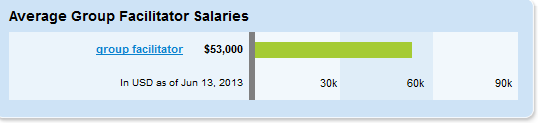 Average Group Facilitator Salaries
group facilitator $53,000
In USD as of Jun 13, 2013 30k 60k 90k